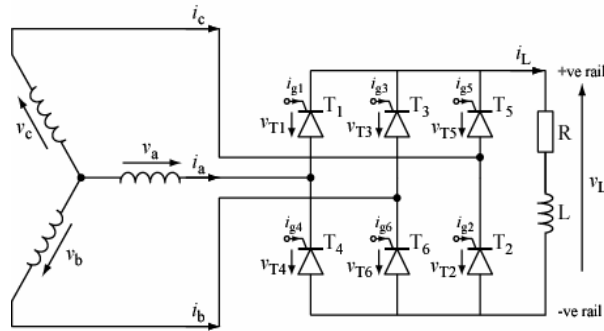 i_c
i_L
+ve rail
i_g1 i_g3 i_g5
T_1 T_3 T_5
v_T1 v_T3 v_T5
v_c
v_a
i_a
R
v_L
L
v_b
i_g4 i_g6 i_g2
T_4 T_6 T_2
v_T4 v_T6 v_T2
i_b
-ve rail